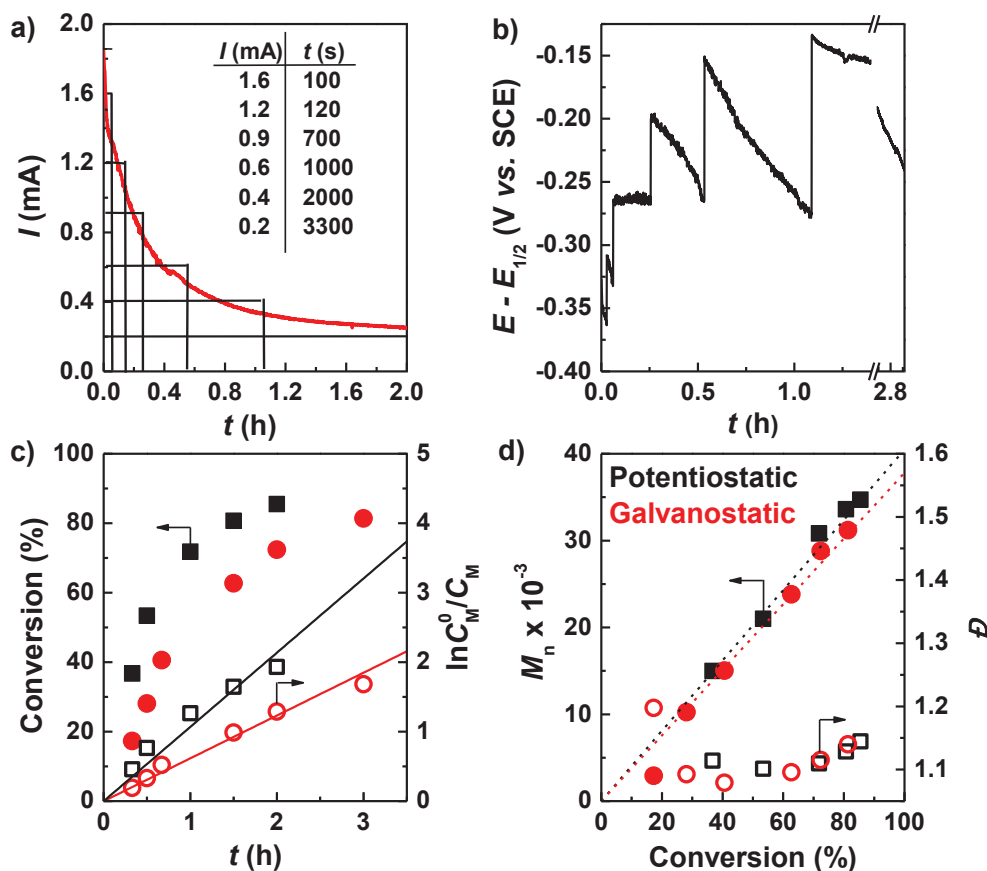 a)
2.0
1.6
1.2
0.8
0.4
0.0
I (mA)
0.0 0.4 0.8 1.2 1.6 2.0
t (h)
I (mA) t (s)
1.6 100
1.2 120
0.9 700
0.6 1000
0.4 2000
0.2 3300
b)
-0.15
-0.20
-0.25
-0.30
-0.35
-0.40
E - E1/2 (V vs. SCE)
0.0 0.5 1.0 2.8
t (h)
c)
100
80
60
40
20
0
Conversion (%)
0 1 2 3
t (h)
5
4
3
2
1
0
lnC0M/CM
d)
40
30
20
10
0
Mn x 10-3
Potentiostatic
Galvanostatic
0 20 40 60 80 100
Conversion (%)
1.6
1.5
1.4
1.3
1.2
1.1
Đ